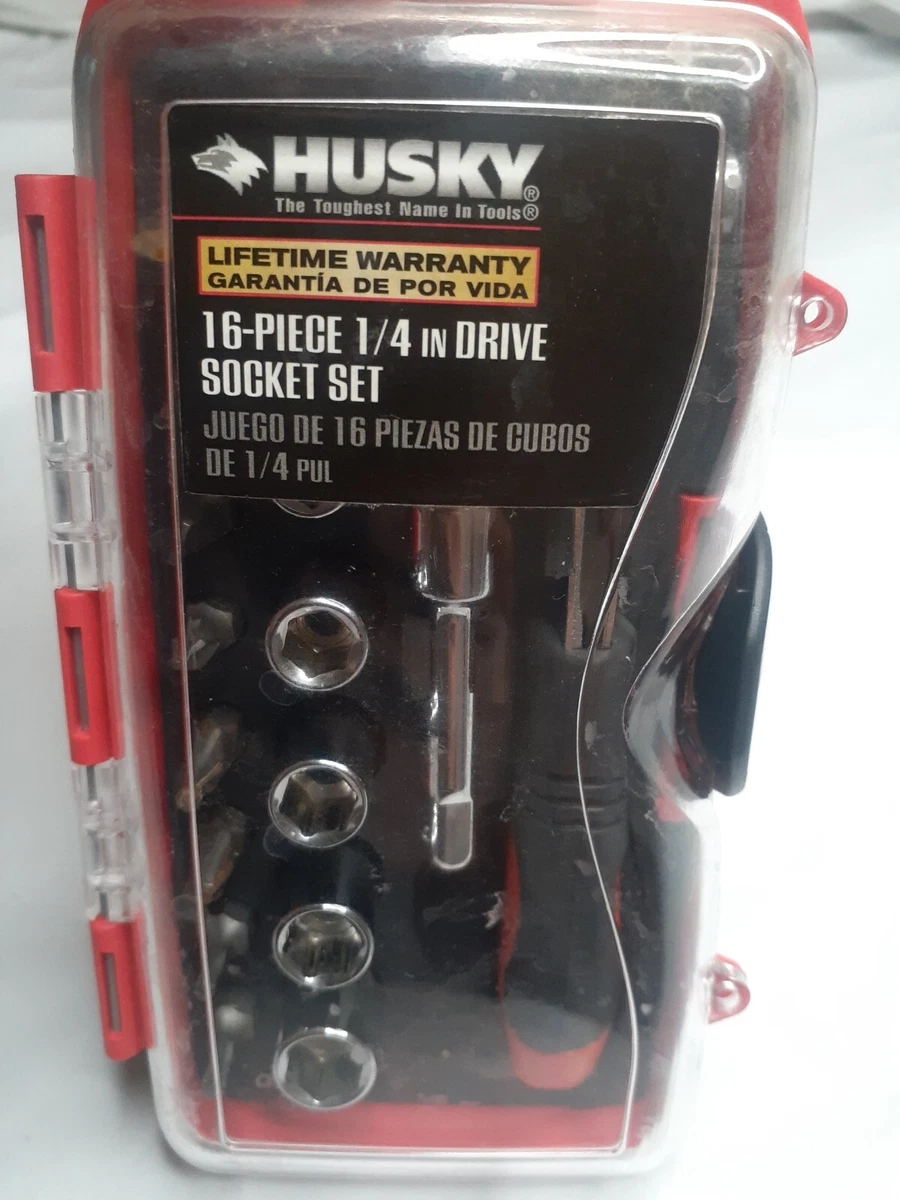 HUSKY®
The Toughest Name In Tools®
LIFETIME WARRANTY
GARANTÍA DE POR VIDA
16-PIECE 1/4 IN DRIVE
SOCKET SET
JUEGO DE 16 PIEZAS DE CUBOS
DE 1/4 PUL